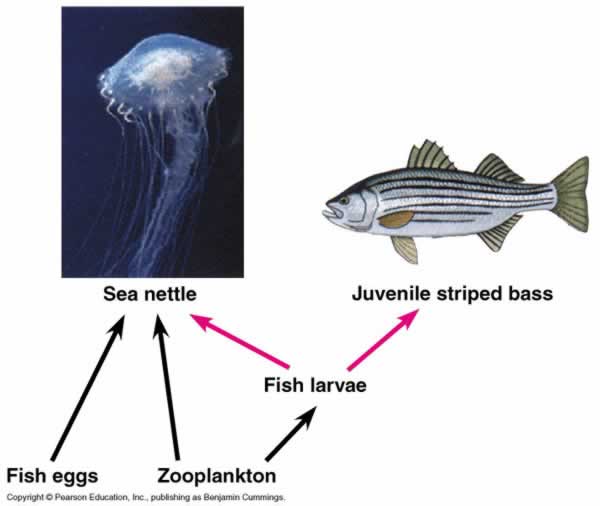 Sea nettle
Juvenile striped bass
Fish larvae
Fish eggs
Zooplankton
Copyright © Pearson Education, Inc., publishing as Benjamin Cummings.